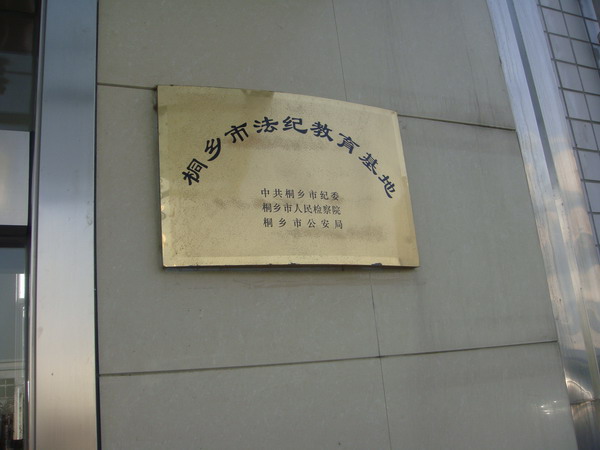 桐乡市法纪教育基地
中共桐乡市纪委
桐乡市人民检察院
桐乡市公安局